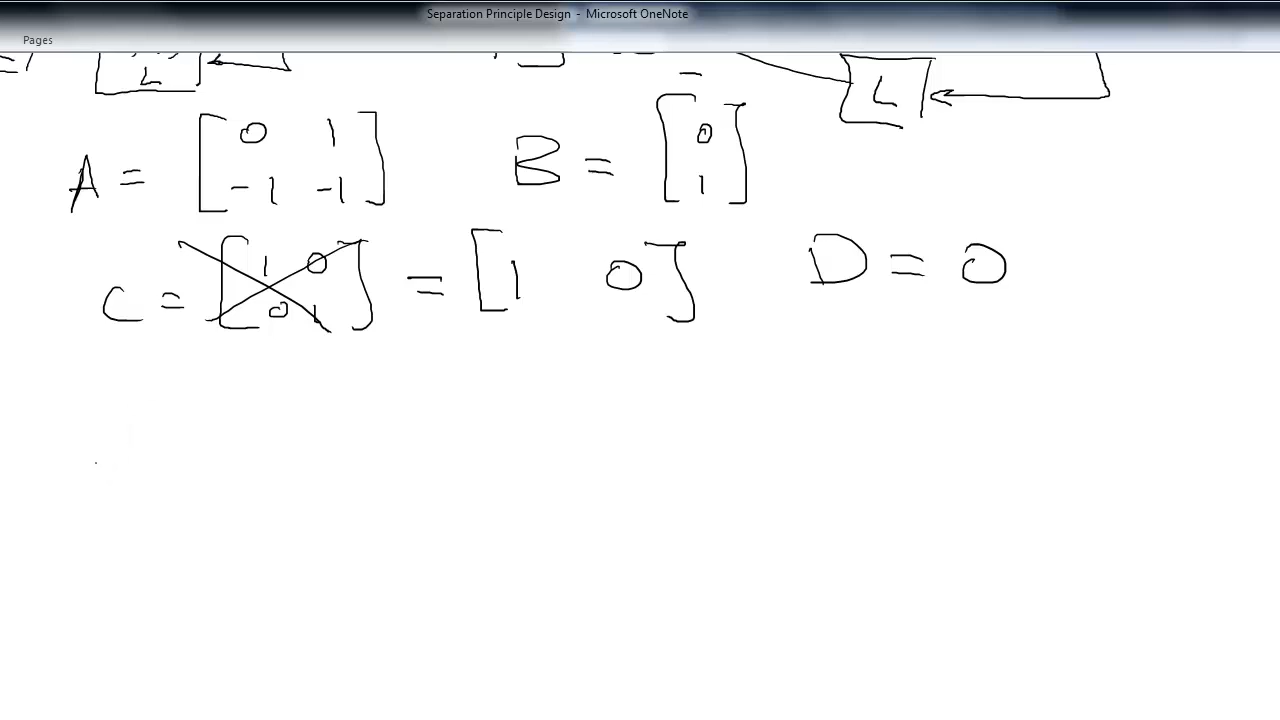 Separation Principle Design - Microsoft OneNote
Pages
L
L
A = [ 0 1
-1 -1 ] B = [ 0
1 ]
C = [ 1 0
0 1 ] = [ 1 0 ] D = 0